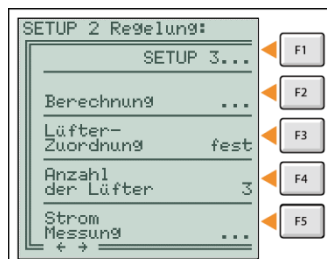 SETUP 2 Regelung:
SETUP 3...
F1
Berechnung ...
F2
Lüfter-
Zuordnung fest
F3
Anzahl
der Lüfter 3
F4
Strom
Messung ...
F5
← →